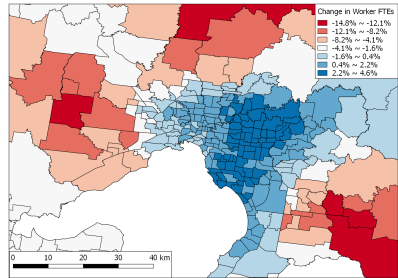 Change in Worker FTEs
-14.8% ~ -12.1%
-12.1% ~ -8.2%
-8.2% ~ -4.1%
-4.1% ~ -1.6%
-1.6% ~ 0.4%
0.4% ~ 2.2%
2.2% ~ 4.6%
0 10 20 30 40 km